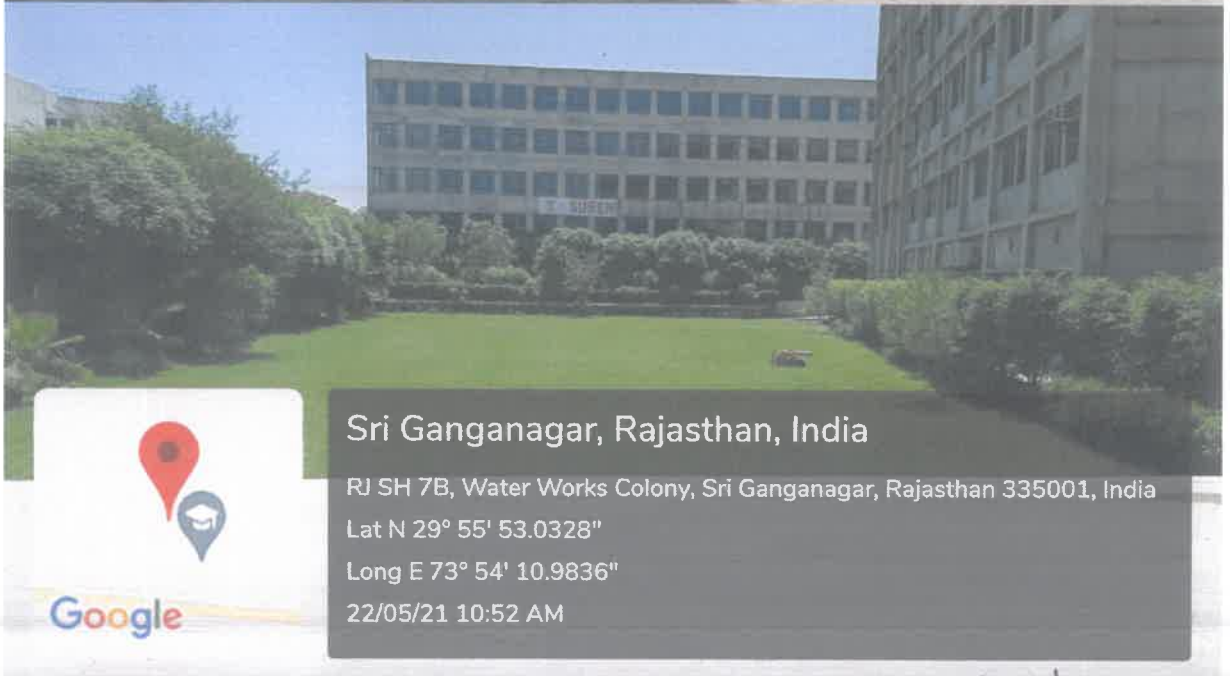 Sri Ganganagar, Rajasthan, India
RJ SH 7B, Water Works Colony, Sri Ganganagar, Rajasthan 335001, India
Lat N 29° 55' 53.0328"
Long E 73° 54' 10.9836"
22/05/21 10:52 AM
Google